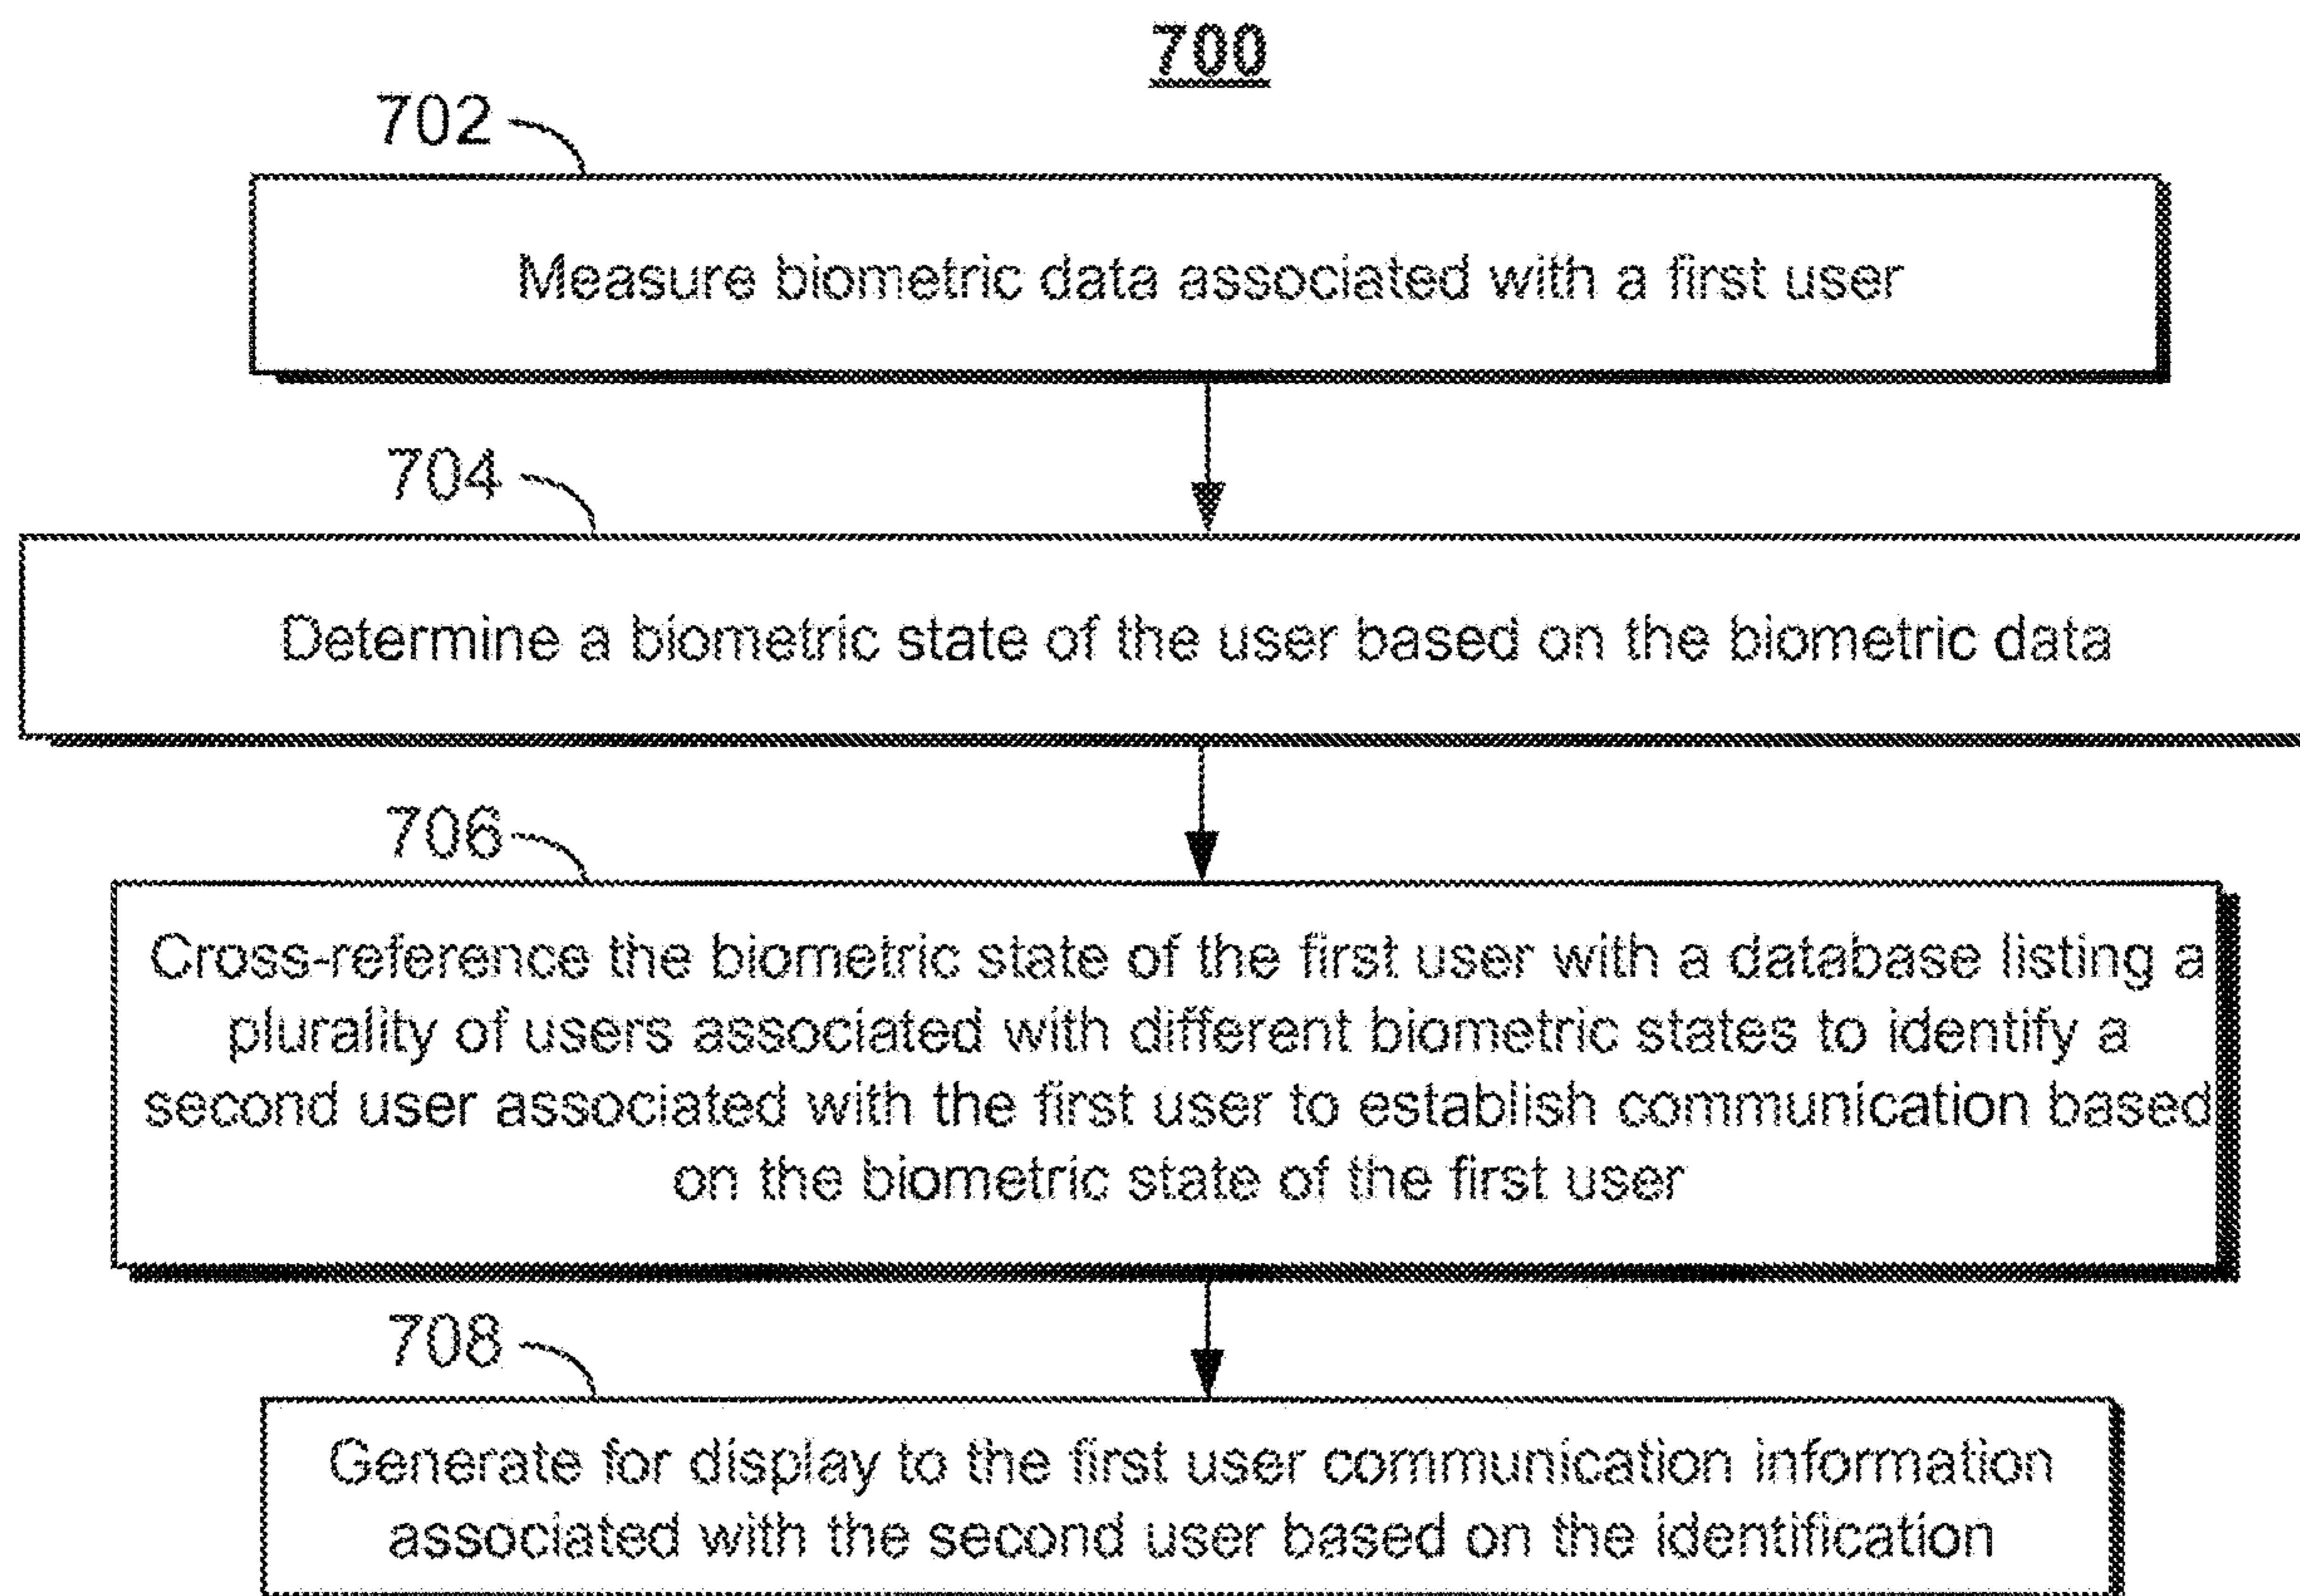 700
702
Measure biometric data associated with a first user
704
Determine a biometric state of the user based on the biometric data
706
Cross-reference the biometric state of the first user with a database listing a
plurality of users associated with different biometric states to identify a
second user associated with the first user to establish communication based
on the biometric state of the first user
708
Generate for display to the first user communication information
associated with the second user based on the identification